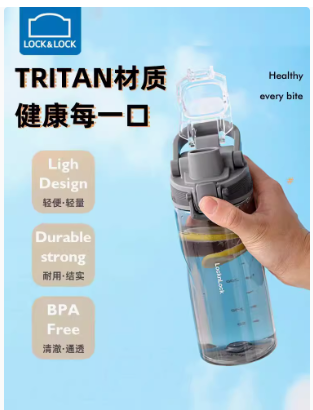 LOCK&LOCK
TRITAN材质
健康每一口
Healthy
every bite
Ligh
Design
轻便·轻量
Durable
strong
耐用·结实
BPA
Free
清澈·通透
LocknLock